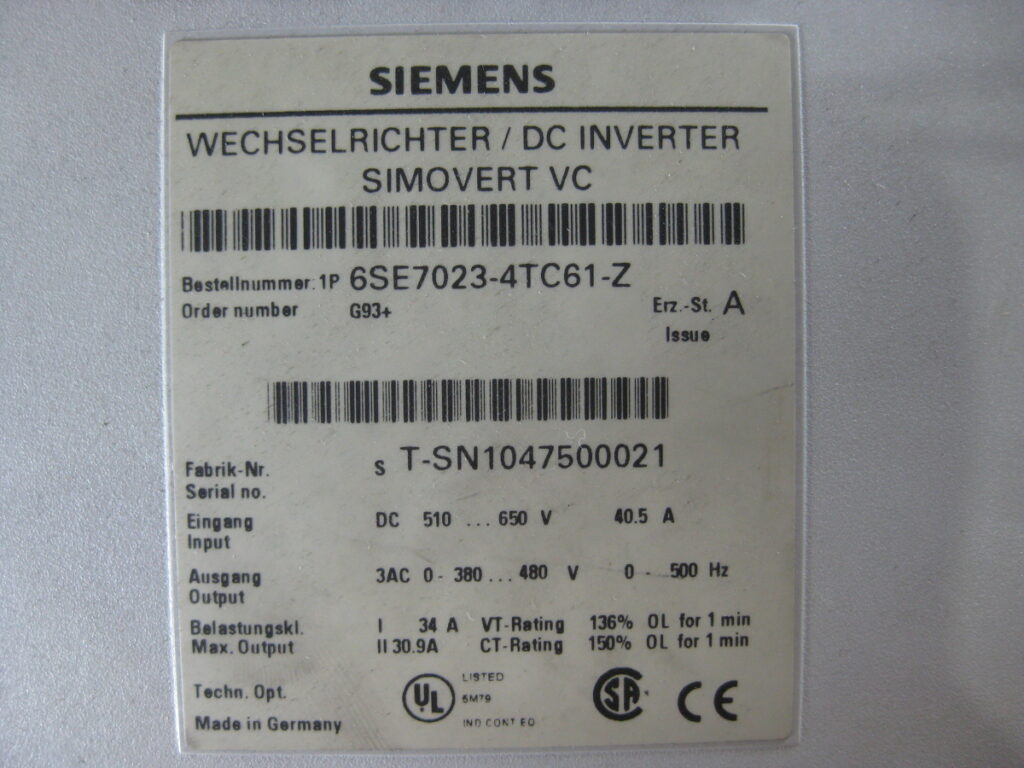 SIEMENS
WECHSELRICHTER / DC INVERTER
SIMOVERT VC
Bestellnummer: 1P 6SE7023-4TC61-Z
Order number G93+ Erz.-St. A
Issue
Fabrik-Nr. S T-SN1047500021
Serial no.
Eingang DC 510 ... 650 V 40.5 A
Input
Ausgang 3AC 0 - 380 ... 480 V 0 - 500 Hz
Output
Belastungskl. I 34 A VT-Rating 136% OL for 1 min
Max. Output II 30.9A CT-Rating 150% OL for 1 min
Techn. Opt.
Made in Germany
UL LISTED
5M79
IND CONT EQ
SA
CE